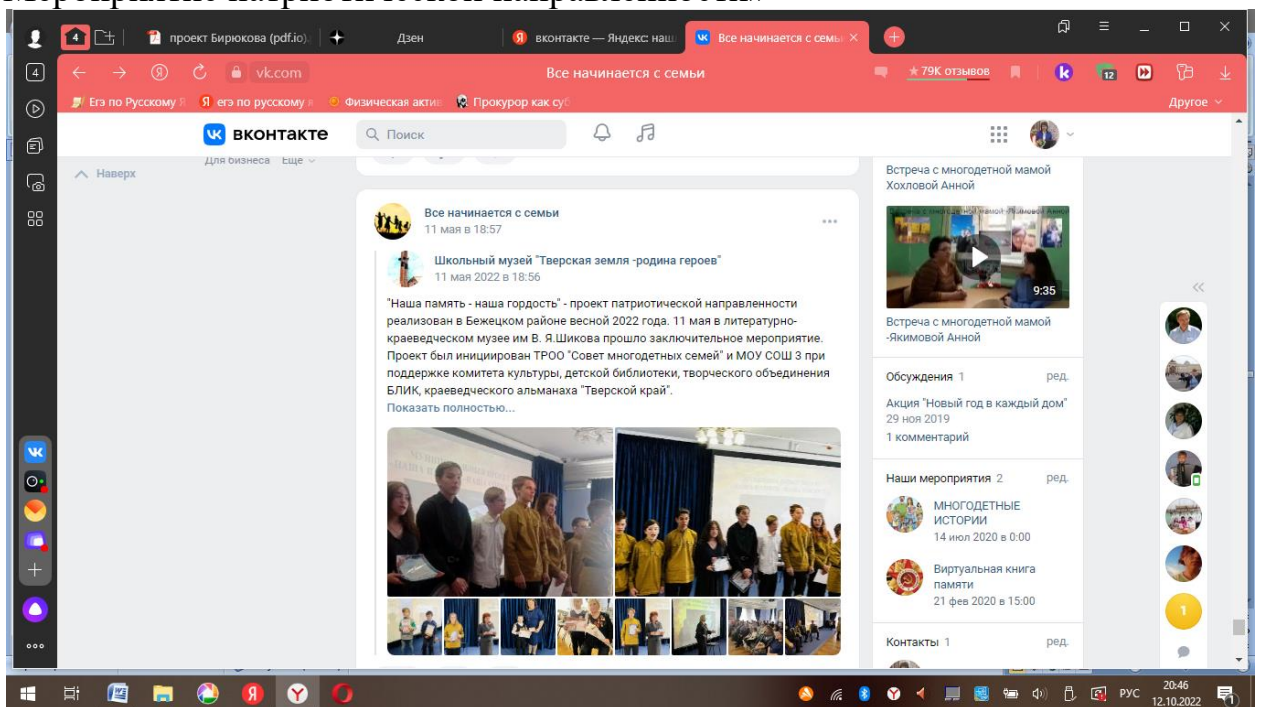 4
проект Бирюкова (pdf.io).
Дзен
вконтакте — Яндекс: наш
Все начинается с семь
4
vk.com
Все начинается с семьи
79K отзывов
12
Егэ по Русскому Я
егэ по русскому я
Физическая актив
Прокурор как суб
Другое
вконтакте
Поиск
Для бизнеса Ещё
Наверх
Все начинается с семьи
11 мая в 18:57
Школьный музей "Тверская земля -родина героев"
11 мая 2022 в 18:56
"Наша память - наша гордость" - проект патриотической направленности
реализован в Бежецком районе весной 2022 года. 11 мая в литературно-
краеведческом музее им В. Я.Шикова прошло заключительное мероприятие.
Проект был инициирован ТРОО "Совет многодетных семей" и МОУ СОШ 3 при
поддержке комитета культуры, детской библиотеки, творческого объединения
БЛИК, краеведческого альманаха "Тверской край".
Показать полностью...
Встреча с многодетной мамой
Хохловой Анной
9:35
Встреча с многодетной мамой
-Якимовой Анной
Обсуждения 1 ред.
Акция "Новый год в каждый дом"
29 ноя 2019
1 комментарий
Наши мероприятия 2 ред.
МНОГОДЕТНЫЕ
ИСТОРИИ
14 июл 2020 в 0:00
Виртуальная книга
памяти
21 фев 2020 в 15:00
Контакты 1 ред.
1
РУС
20:46
12.10.2022